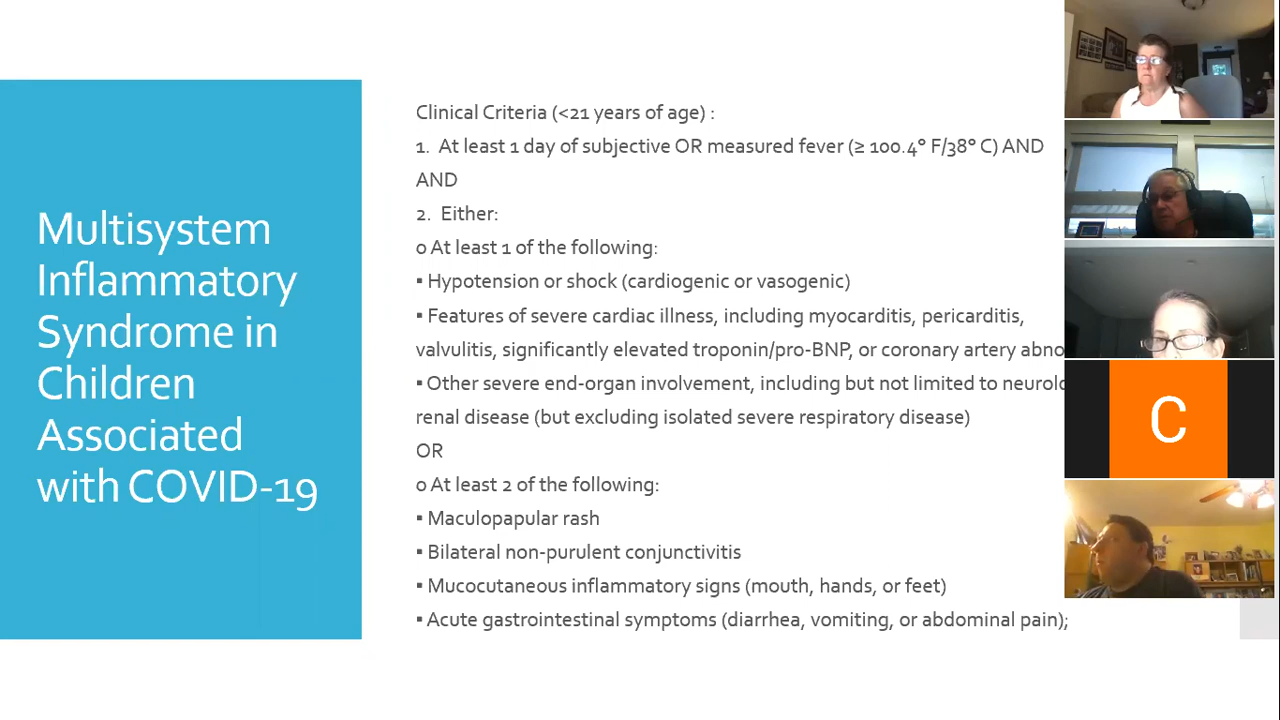 Multisystem
Inflammatory
Syndrome in
Children
Associated
with COVID-19
Clinical Criteria (<21 years of age) :
1. At least 1 day of subjective OR measured fever (≥ 100.4° F/38° C) AND
AND
2. Either:
o At least 1 of the following:
▪ Hypotension or shock (cardiogenic or vasogenic)
▪ Features of severe cardiac illness, including myocarditis, pericarditis,
valvulitis, significantly elevated troponin/pro-BNP, or coronary artery
▪ Other severe end-organ involvement, including but not limited to
renal disease (but excluding isolated severe respiratory disease)
OR
o At least 2 of the following:
▪ Maculopapular rash
▪ Bilateral non-purulent conjunctivitis
▪ Mucocutaneous inflammatory signs (mouth, hands, or feet)
▪ Acute gastrointestinal symptoms (diarrhea, vomiting, or abdominal pain);
C